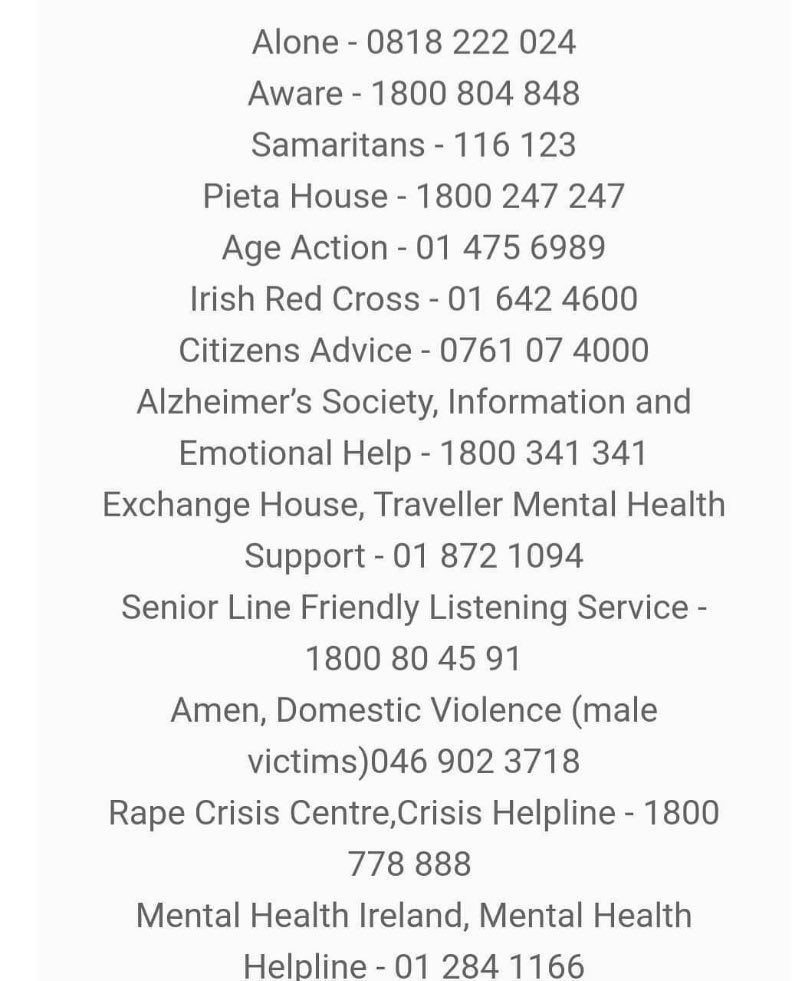 Alone - 0818 222 024
Aware - 1800 804 848
Samaritans - 116 123
Pieta House - 1800 247 247
Age Action - 01 475 6989
Irish Red Cross - 01 642 4600
Citizens Advice - 0761 07 4000
Alzheimer’s Society, Information and
Emotional Help - 1800 341 341
Exchange House, Traveller Mental Health
Support - 01 872 1094
Senior Line Friendly Listening Service -
1800 80 45 91
Amen, Domestic Violence (male
victims)046 902 3718
Rape Crisis Centre,Crisis Helpline - 1800
778 888
Mental Health Ireland, Mental Health
Helpline - 01 284 1166